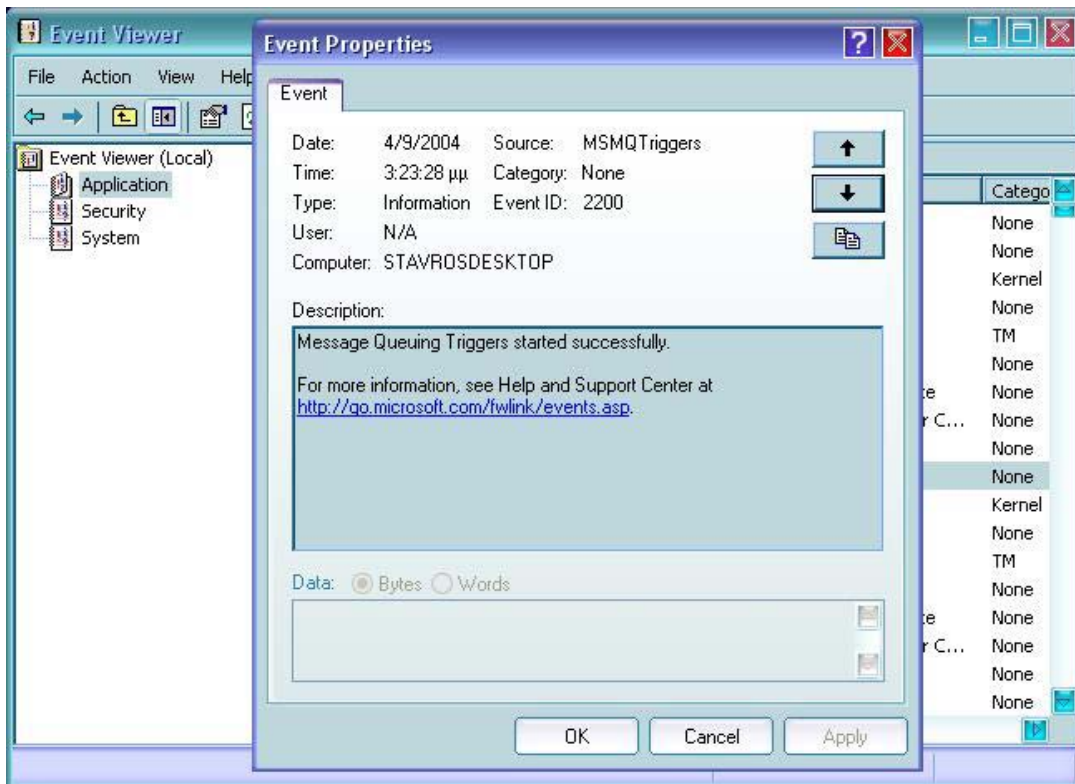 Event Viewer
File Action View Help
Event Viewer (Local)
Application
Security
System
Event Properties
Event
Date: 4/9/2004 Source: MSMQTriggers
Time: 3:23:28 μμ Category: None
Type: Information Event ID: 2200
User: N/A
Computer: STAVROSDESKTOP
Description:
Message Queuing Triggers started successfully.
For more information, see Help and Support Center at
http://go.microsoft.com/fwlink/events.asp.
Data: Bytes Words
OK Cancel Apply
Catego
None
None
Kernel
None
TM
None
None
r C... None
None
None
Kernel
None
TM
None
None
r C... None
None
None